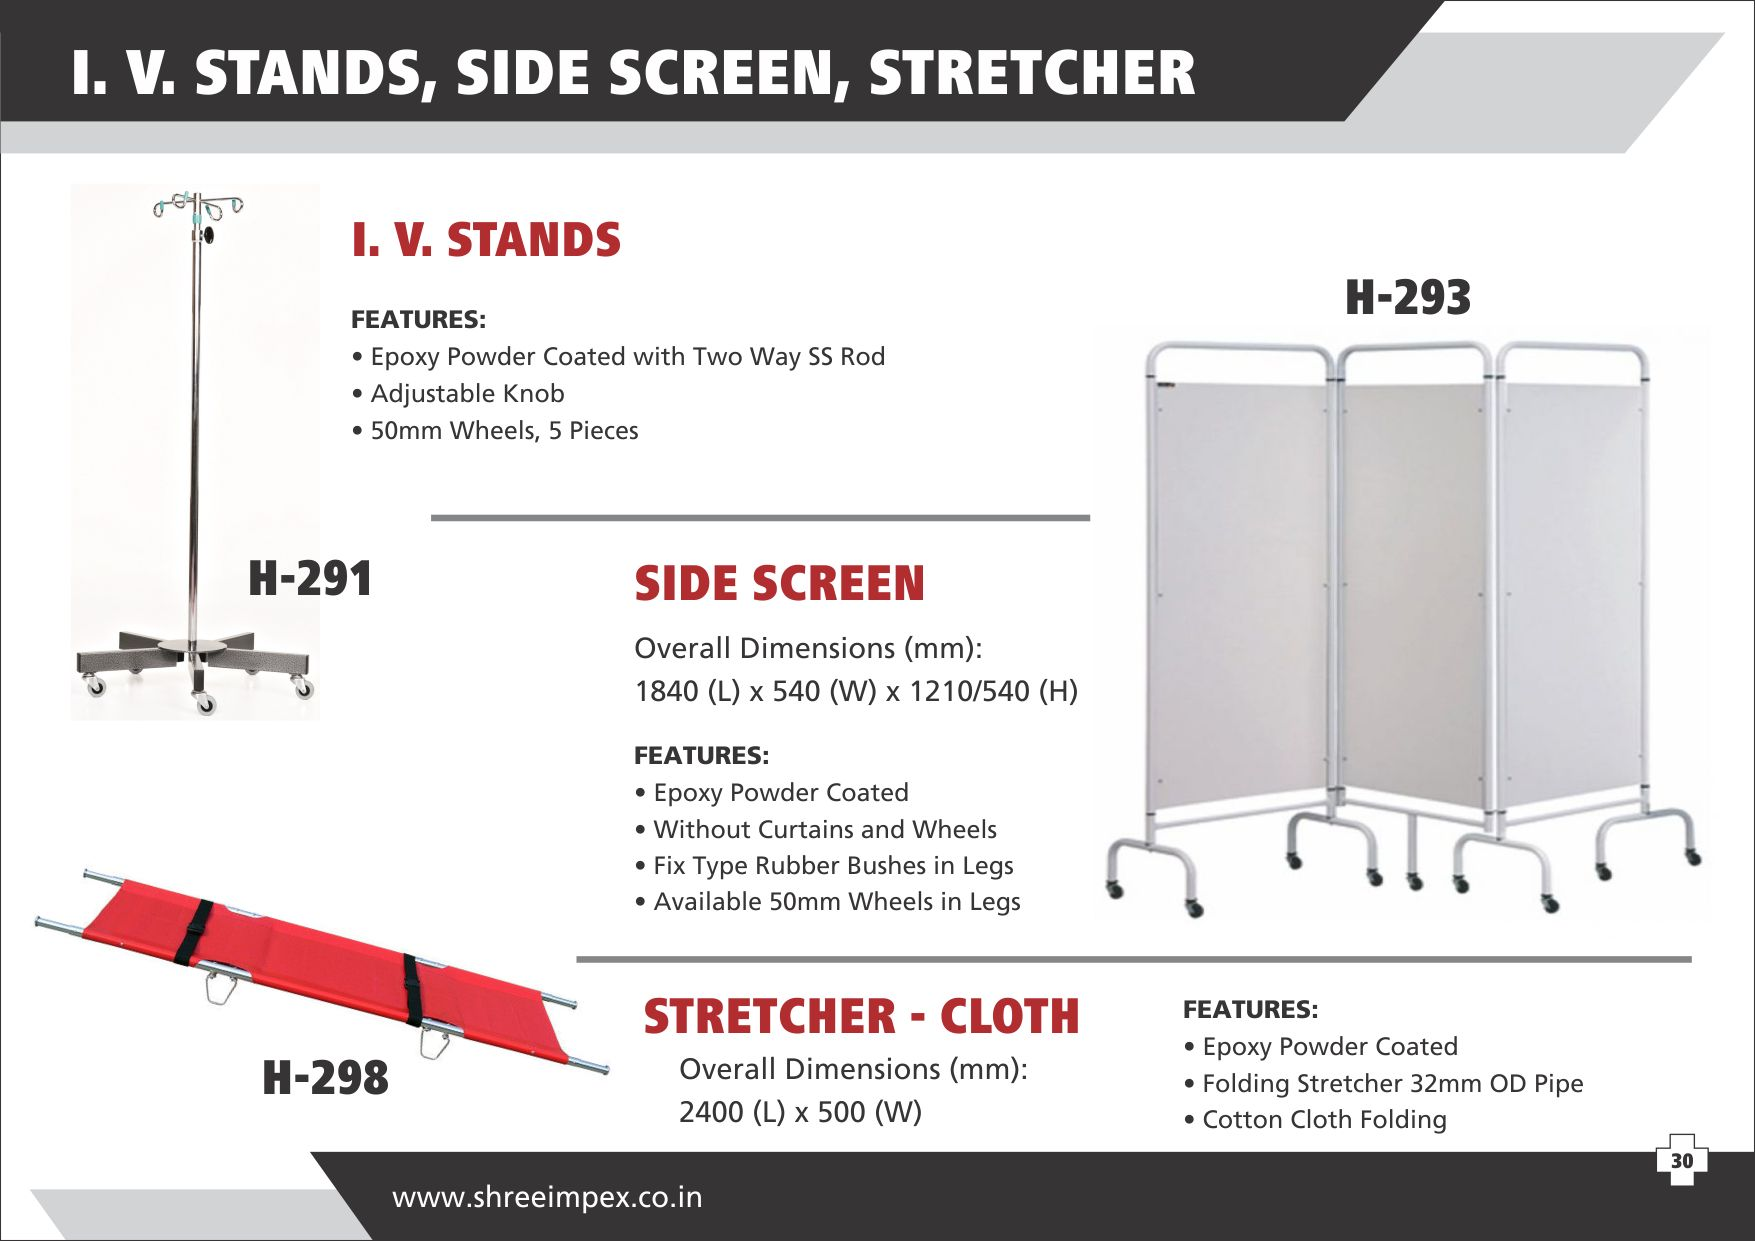 I. V. STANDS, SIDE SCREEN, STRETCHER
I. V. STANDS
FEATURES:
• Epoxy Powder Coated with Two Way SS Rod
• Adjustable Knob
• 50mm Wheels, 5 Pieces
H-291
H-293
SIDE SCREEN
Overall Dimensions (mm):
1840 (L) x 540 (W) x 1210/540 (H)
FEATURES:
• Epoxy Powder Coated
• Without Curtains and Wheels
• Fix Type Rubber Bushes in Legs
• Available 50mm Wheels in Legs
H-298
STRETCHER - CLOTH
Overall Dimensions (mm):
2400 (L) x 500 (W)
FEATURES:
• Epoxy Powder Coated
• Folding Stretcher 32mm OD Pipe
• Cotton Cloth Folding
www.shreeimpex.co.in
30